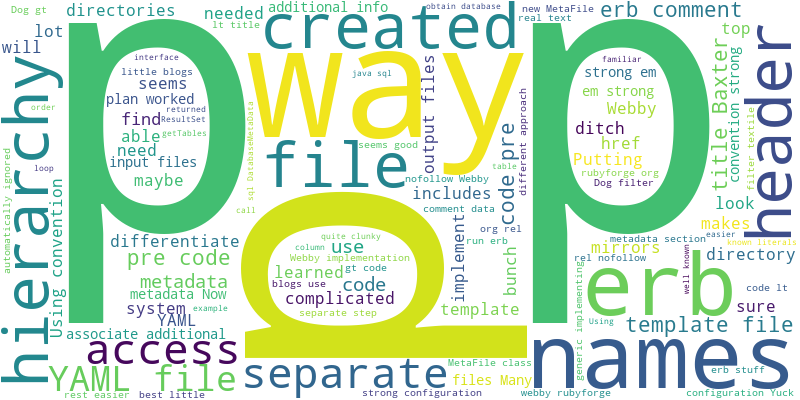 Dog gt
directories
created
additional info
obtain database
new MetaFile
real text
erb comment
needed
lt title
lot
will
p
p
way
interface
little blogs
seems
plan worked
find
returned
ResultSet
getTables
able
need
input files
maybe
java sql
file
seems good
output files
different approach
familiar
strong em
em strong
Webby
ditch
href
Putting
rubyforge org
Dog filter
top
title Baxter
convention strong
filter textile
header
look
hierarchy
automatically ignored
order
loop
Using convention
sql DatabaseMetaData
call
nofollow Webby
includes
code pre
table
comment data
org rel
run erb
implement
differentiate
pre code
metadata
metadata Now
system
YAML
example
associate additional
a
quite clunky
column
use
Webby implementation
learned
gt code
blogs use
code
complicated
separate step
template
bunch
makes
mirrors
metadata section
easier
known literals
rel nofollow
directory
well known
code lt
sure
erb
generic implementing
Using
template file
access
YAML file
rest easier
best little
separate
MetaFile class
files Many
strong configuration
webby rubyforge
names
erb stuff
configuration Yuck